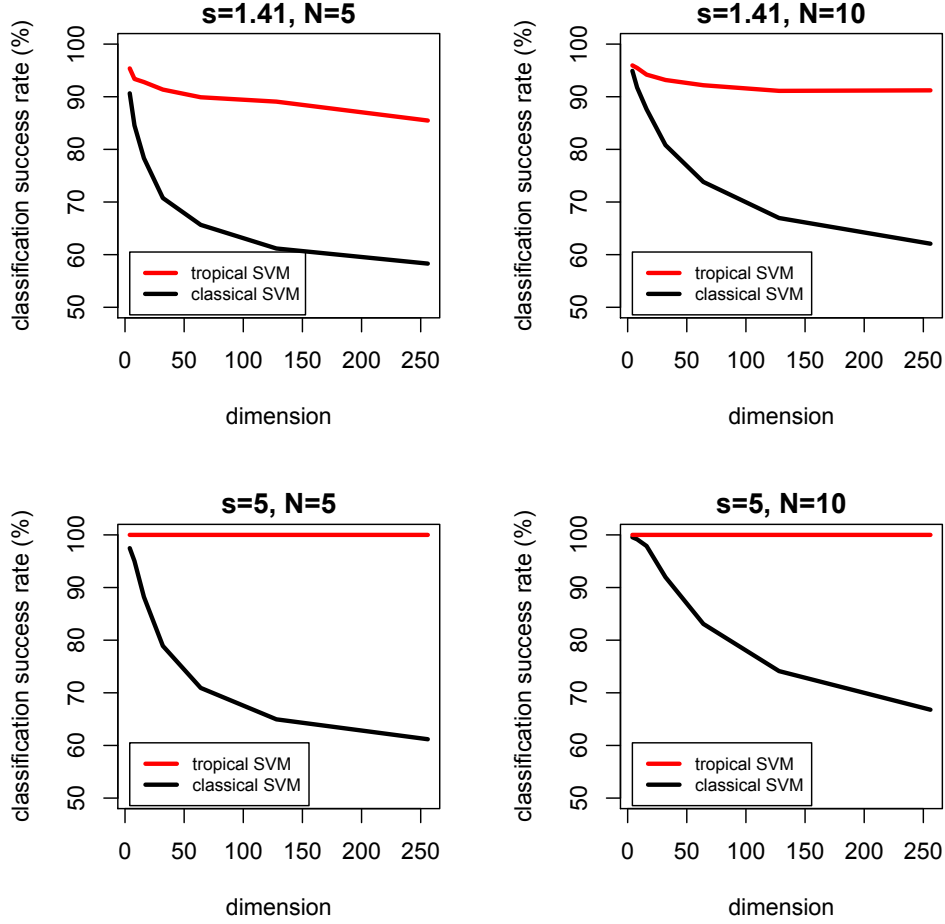 s=1.41, N=5
classification success rate (%)
100
90
80
70
60
50
tropical SVM
classical SVM
0 50 100 150 200 250
dimension
s=1.41, N=10
classification success rate (%)
100
90
80
70
60
50
tropical SVM
classical SVM
0 50 100 150 200 250
dimension
s=5, N=5
classification success rate (%)
100
90
80
70
60
50
tropical SVM
classical SVM
0 50 100 150 200 250
dimension
s=5, N=10
classification success rate (%)
100
90
80
70
60
50
tropical SVM
classical SVM
0 50 100 150 200 250
dimension